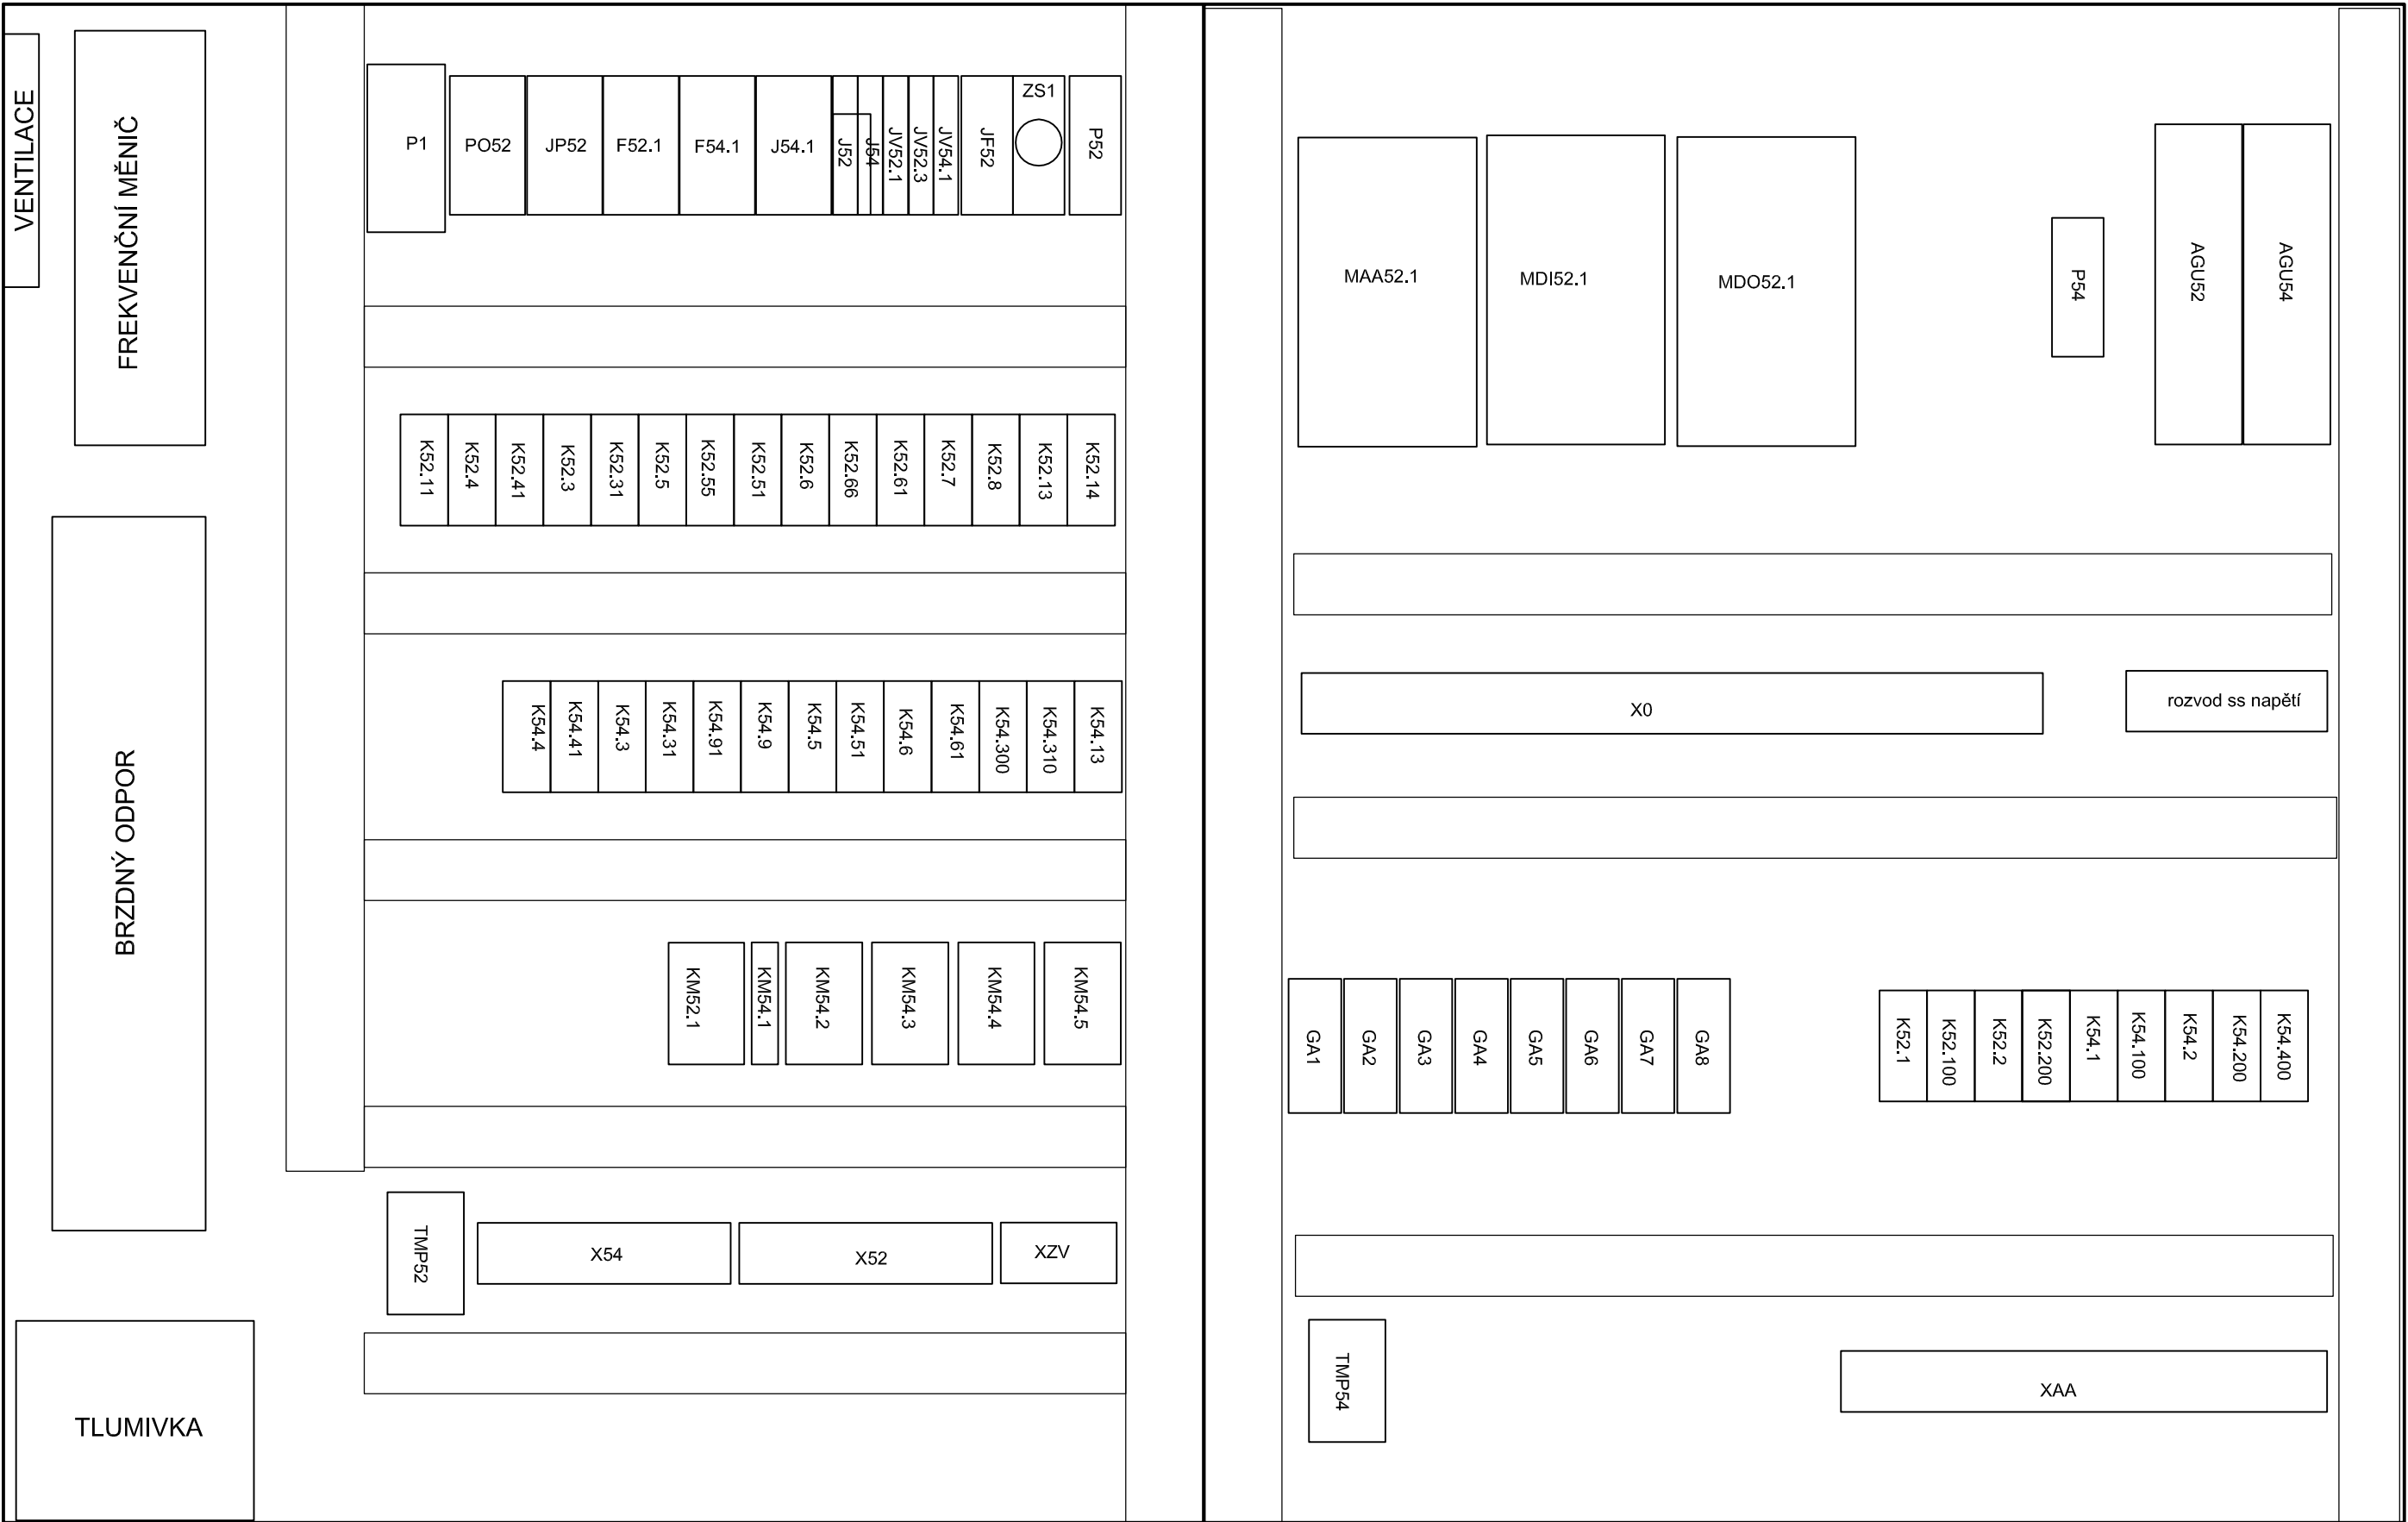 VENTILACE
FREKVENČNÍ MĚNIČ
BRZDNÝ ODPOR
TLUMIVKA
P1
PO52
JP52
F52.1
F54.1
J54.1
J52
J54
JV52.1
JV52.3
JV54.1
JF52
ZS1
P52
K52.11
K52.4
K52.41
K52.3
K52.31
K52.5
K52.55
K52.51
K52.6
K52.66
K52.61
K52.7
K52.8
K52.13
K52.14
K54.4
K54.41
K54.3
K54.31
K54.91
K54.9
K54.5
K54.51
K54.6
K54.61
K54.300
K54.310
K54.13
KM52.1
KM54.1
KM54.2
KM54.3
KM54.4
KM54.5
TMP52
X54
X52
XZV
MAA52.1
MDI52.1
MDO52.1
P54
AGU52
AGU54
X0
rozvod ss napětí
GA1
GA2
GA3
GA4
GA5
GA6
GA7
GA8
K52.1
K52.100
K52.2
K52.200
K54.1
K54.100
K54.2
K54.200
K54.400
TMP54
XAA